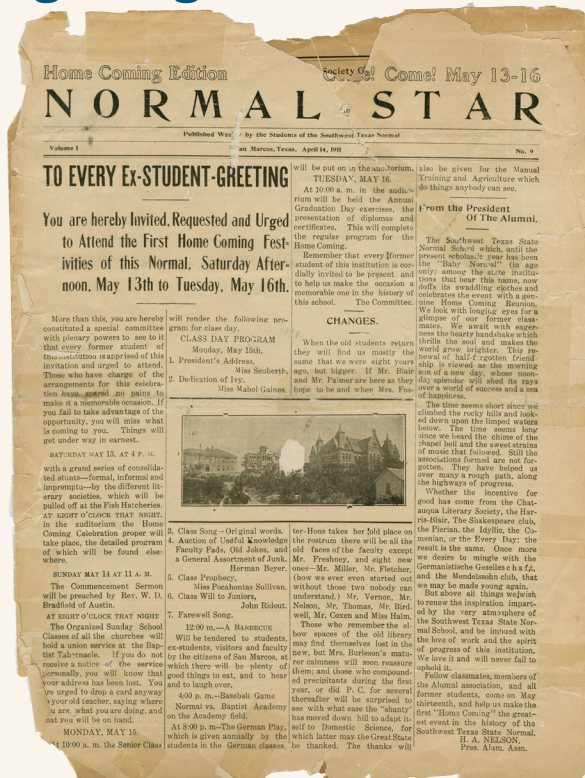 Home Coming Edition
Society
Come! May 13-16
NORMAL STAR
Published by the Students of the Southwest Texas Normal
Volume I
an Marcos, Texas, April 14, 1911
No. 9
TO EVERY Ex-STUDENT-GREETING
You are hereby Invited, Requested and Urged
to Attend the First Home Coming Fest-
ivities of this Normal, Saturday After-
noon, May 13th to Tuesday, May 16th.
More than this, you are hereby
constituted a special committee
with plenary powers to see to it
that every former student of
this institution is apprised of this
invitation and urged to attend.
Those who have charge of the
arrangements for this celebra-
tion have spared no pains to
make it a memorable occasion. If
you fail to take advantage of the
opportunity, you will miss what
is coming to you. Things will
get under way in earnest.
SATURDAY MAY 13, AT 4 P. M.
with a grand series of consolida-
ted stunts---formal, informal and
impromptu---by the different lit-
erary societies, which will be
pulled off at the Fish Hatcheries.
AT EIGHT O'CLOCK THAT NIGHT,
in the auditorium the Home
Coming Celebration proper will
take place, the detailed program
of which will be found else-
where.
SUNDAY MAY 14 AT 11 A. M.
The Commencement Sermon
will be preached by Rev. W. D.
Bradfield of Austin.
AT EIGHT O'CLOCK THAT NIGHT
The Organized Sunday School
Classes of all the churches will
hold a union service at the Bap-
tist Tabernacle. If you do not
receive a notice of the service
personally, you will know that
your address has been lost. You
are urged to drop a card anyway
your old teacher, saying where
u are, what you are doing, and
hat you will be on hand.
MONDAY, MAY 15.
At 10:00 a. m. the Senior Class
will render the following pro-
gram for class day.
CLASS DAY PROGRAM
Monday, May 15th.
1. President's Address,
Miss Seuberth.
2. Dedication of Ivy.
Miss Mabel Gaines.
3. Class Song—Original words.
4. Auction of Useful Knowledge
Faculty Fads, Old Jokes, and
a General Assortment of Junk.
Herman Beyer.
5. Class Prophecy,
Miss Pocahontas Sullivan.
6. Class Will to Juniors,
John Ridout.
7. Farewell Song.
12:00 m.,—A BARBECUE
Will be tendered to students,
ex-students, visitors and faculty
by the citizens of San Marcos, at
which there will be plenty of
good things to eat, and to hear
and to laugh over.
4:00 p. m.--Baseball Game
Normal vs. Baptist Academy
on the Academy field.
At 8:00 p. m--The German Play,
which is given annually by the
students in the German classes,
will be put on in the auditorium.
TUESDAY, MAY 16.
At 10:00 a. m. in the audito-
rium will be held the Annual
Graduation Day exercises, the
presentation of diplomas and
certificates. This will complete
the regular program for the
Home Coming.
Remember that every former
student of this institution is cor-
dially invited to be present and
to help us make the occasion a
memorable one in the history of
this school. The Committee.
CHANGES.
When the old students return
they will find us mostly the
same that we were eight years
ago, but bigger. If Mr. Blair
and Mr. Palmer are here as they
hope to be and when Mrs. Fos-
ter-Hons takes her old place on
the rostrum there will be all the
old faces of the faculty except
Mr. Freshney, and eight new
ones—Mr. Miller, Mr. Fletcher,
(how we ever even started out
without those two nobody can
understand.) Mr. Vernon, Mr.
Nelson, Mr. Thomas, Mr. Bird-
well, Mr. Coxen and Miss Halm.
Those who remember the el-
bow spaces of the old library
may find themselves lost in the
new, but Mrs. Burleson's matu-
rer calmness will soon reassure
them; and those who compound-
ed precipitants during the first
year, or did P. C. for several
thereafter will be surprised to
see with what ease the "shanty"
has moved down hill to adapt it-
self to Domestic Science, for
which latter may the Great State
be thanked. The thanks will
also be given for the Manual
Training and Agriculture which
do things anybody can see.
From the President
Of The Alumni.
The Southwest Texas State
Normal School which, until the
present scholastic year has been
the "Baby Normal" (in age
only) among the state institu-
tions that bear this name, now
doffs its swaddling clothes and
celebrates the event with a gen-
uine Home Coming Reunion.
We look with longing eyes for a
glimpse of our former class-
mates. We await with eager-
ness the hearty handshake which
thrills the soul and makes the
world grow brighter. This re-
newal of half-forgotten friend-
ship is viewed as the morning
sun of a new day, whose noon-
day splendor will shed its rays
over a world of success and a sea
of happiness.
The time seems short since we
climbed the rocky hills and look-
ed down upon the limped waters
below. The time seems long
since we heard the chime of the
chapel bell and the sweet strains
of music that followed. Still the
associations formed are not for-
gotten. They have helped us
over many a rough path, along
the highways of progress.
Whether the incentive for
good has come from the Chat-
auqua Literary Society, the Har-
ris-Blair, The Shakespeare club,
the Pierian, the Idyllic, the Co-
menian, or the Every Day; the
result is the same. Once more
we desire to mingle with the
Germanistische Gesellschaft,
and the Mendelssohn club, that
we may be made young again.
But above all things we wish
to renew the inspiration impart-
ed by the very atmosphere of
the Southwest Texas State Nor-
mal School, and be imbued with
the love of work and the spirit
of progress of this institution.
We love it and will never fail to
uphold it.
Fellow classmates, members of
the Alumni association, and all
former students, come on May
thirteenth, and help us make the
first "Home Coming" the great-
est event in the history of the
Southwest Texas State Normal.
H. A. NELSON,
Pres. Alum. Assn.